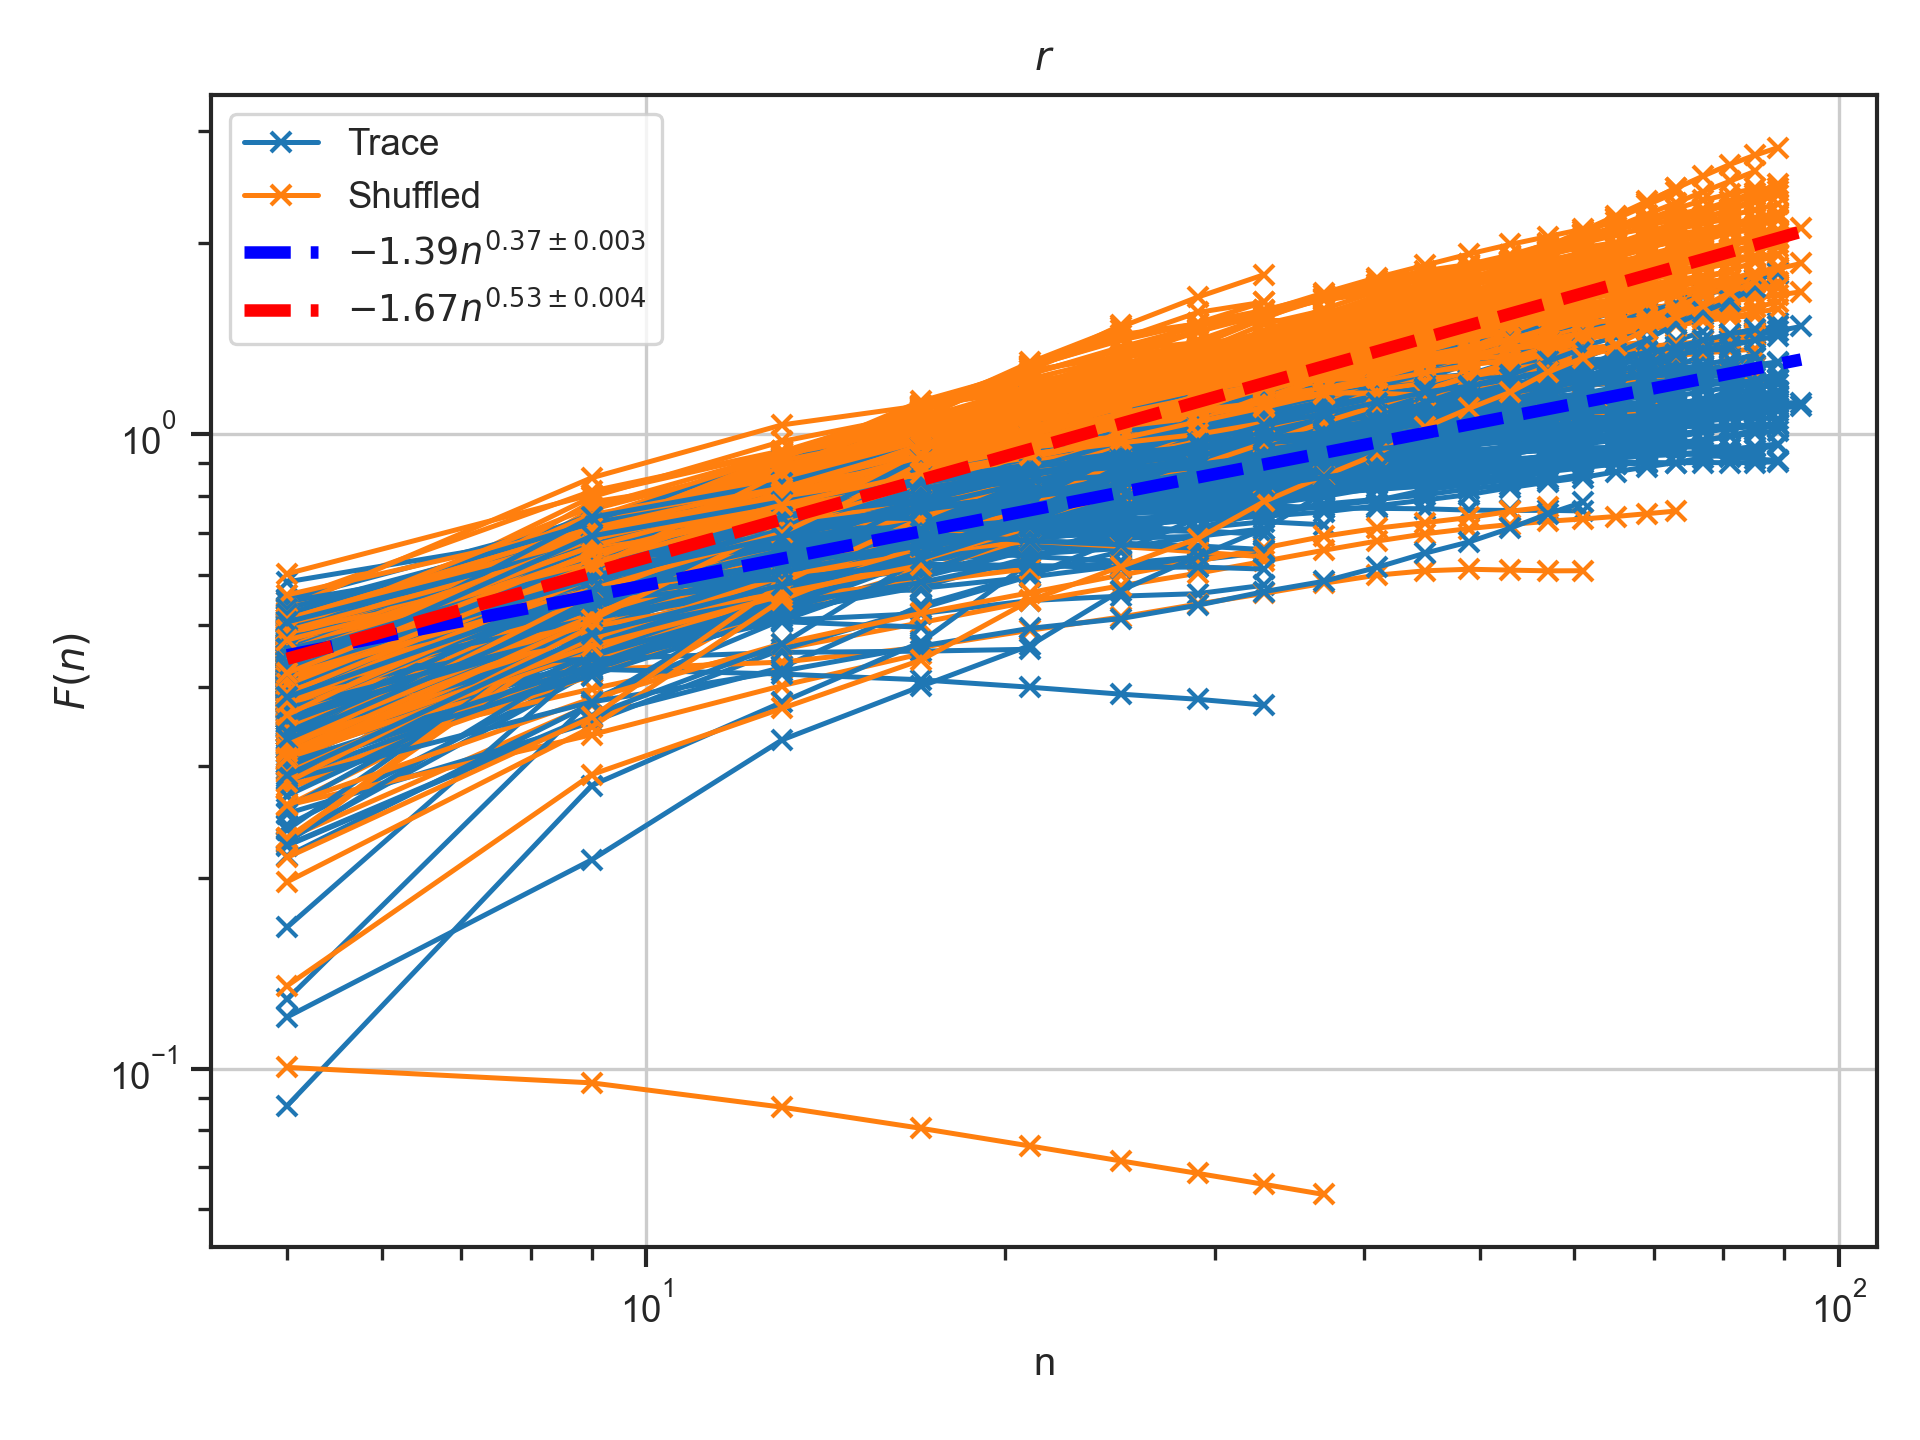 r
Trace
Shuffled
−1.39n^{0.37±0.003}
−1.67n^{0.53±0.004}
F(n)
10^0
10^{−1}
10^1
10^2
n